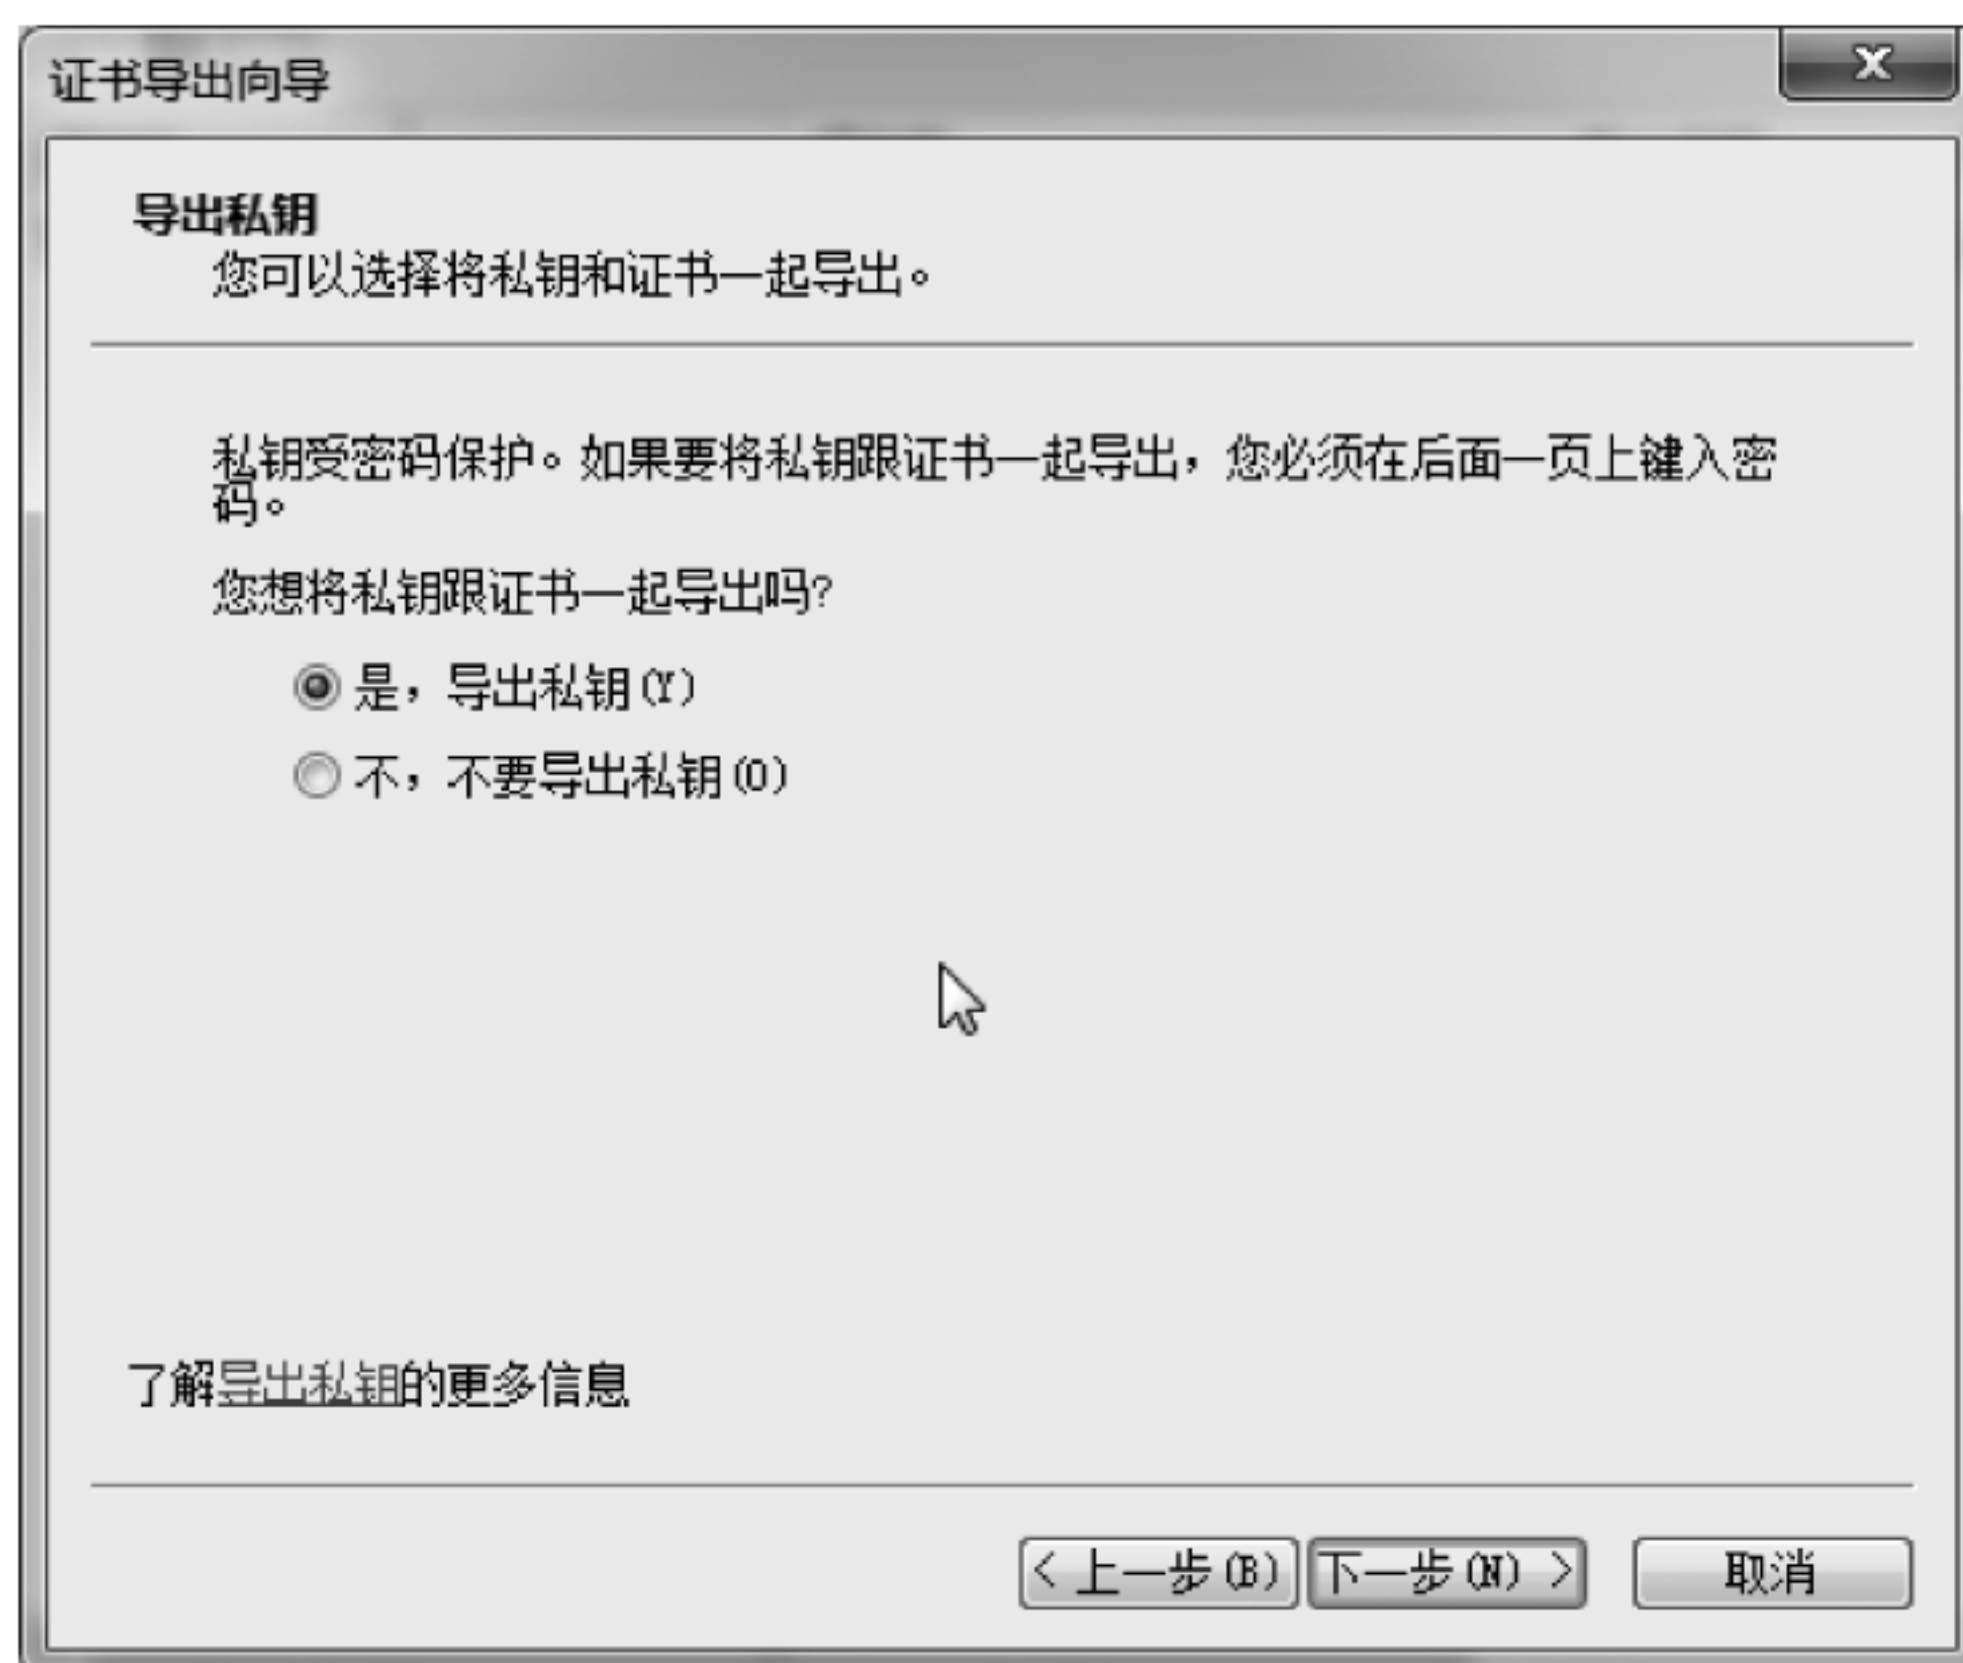 证书导出向导
导出私钥
您可以选择将私钥和证书一起导出。
私钥受密码保护。如果要将私钥跟证书一起导出，您必须在后面一页上键入密
码。
您想将私钥跟证书一起导出吗?
是，导出私钥(Y)
不，不要导出私钥(O)
了解导出私钥的更多信息
< 上一步(B) 下一步(N) > 取消